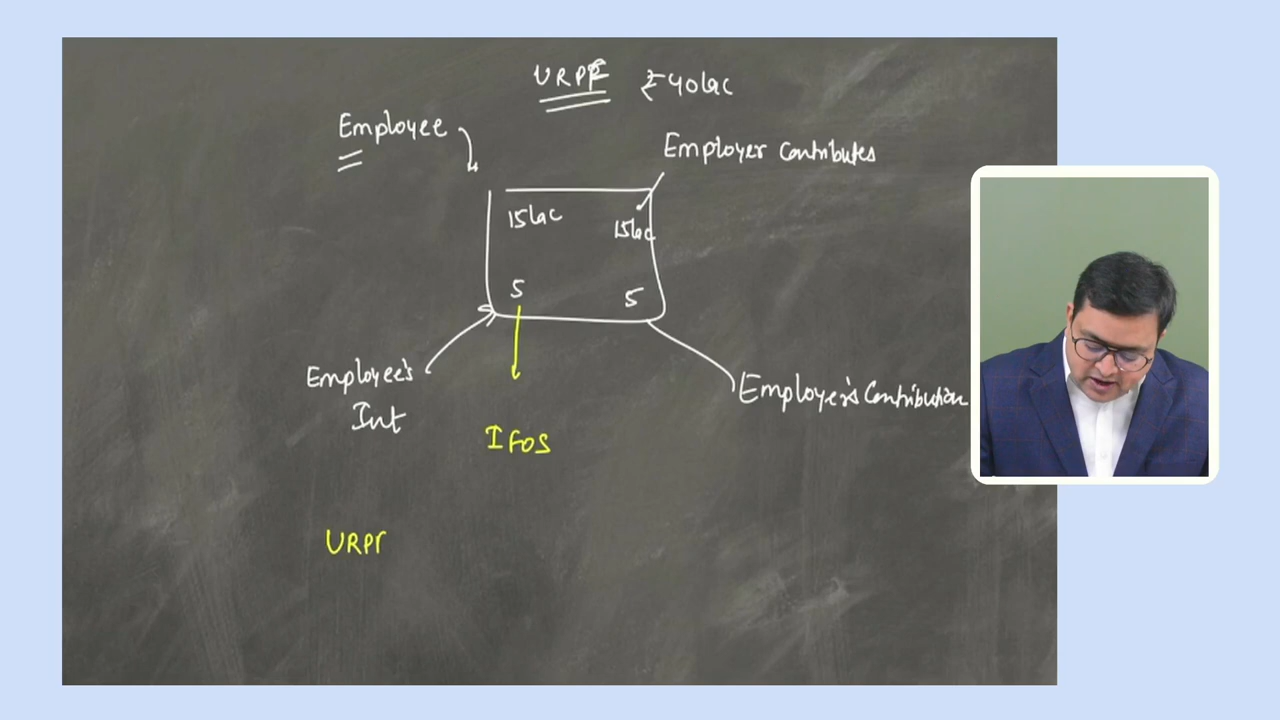 URPF ₹40lac
Employee
Employer Contributes
15lac 15lac
5 5
Employee's
Int
Employer's Contribution
IFOS
URPF